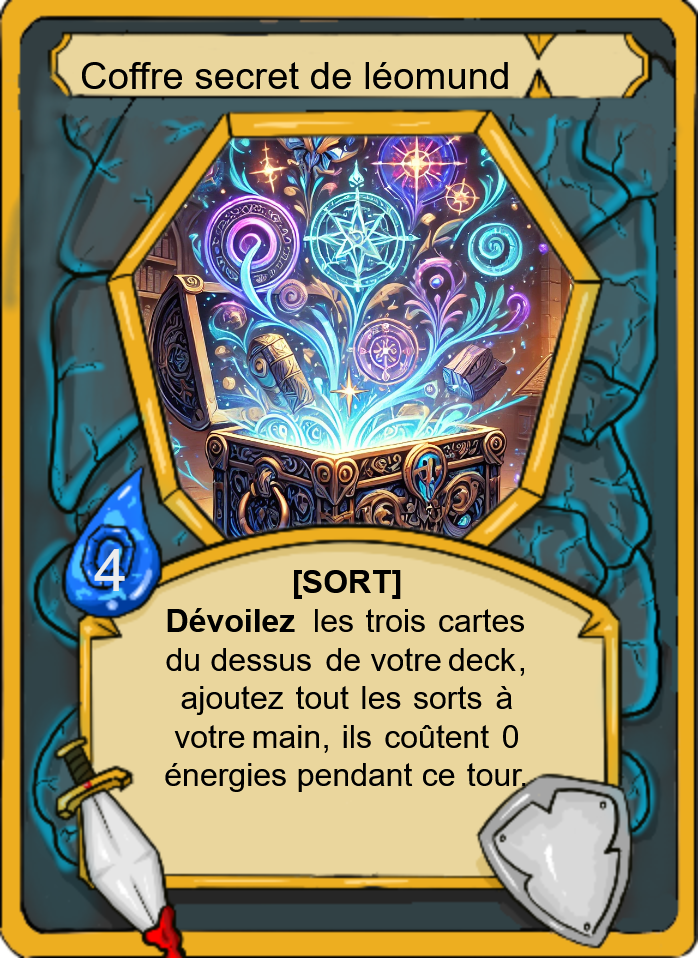 Coffre secret de léomund
4
[SORT]
Dévoilez les trois cartes
du dessus de votre deck,
ajoutez tout les sorts à
votre main, ils coûtent 0
énergies pendant ce tour.